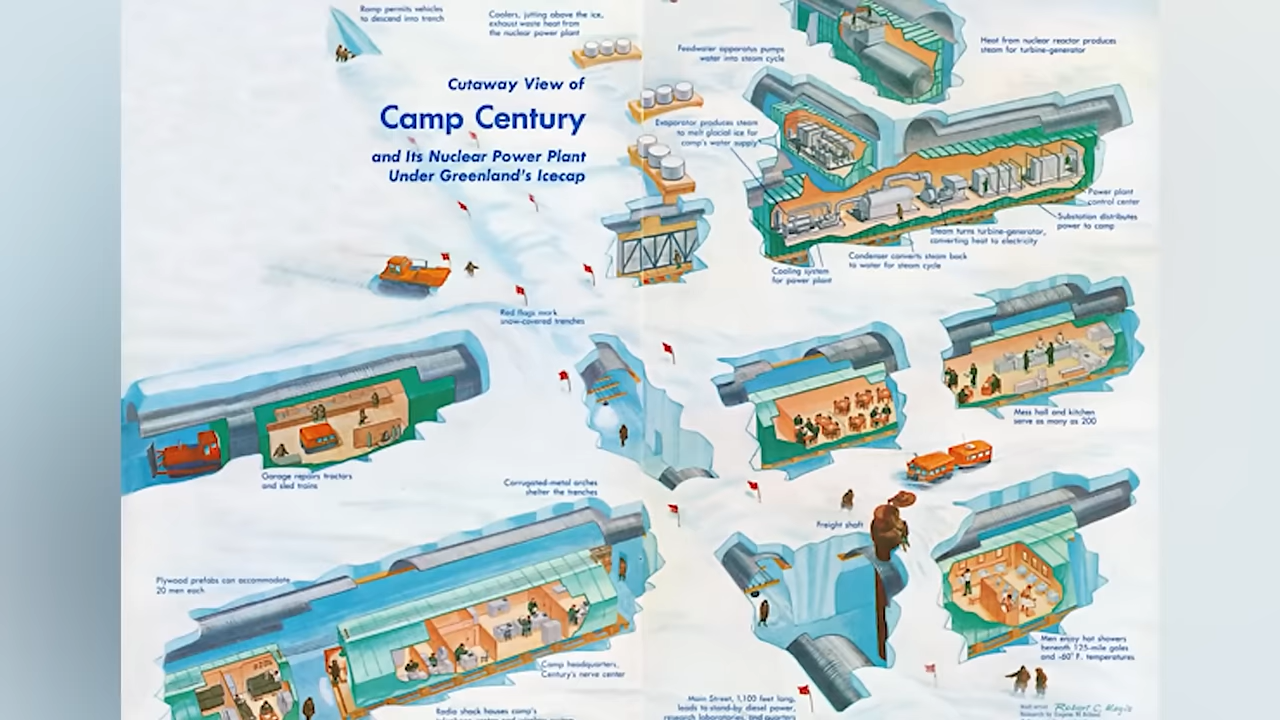 Ramp permits vehicles
to descend into trench
Coolers, jutting above the ice,
exhaust waste heat from
the nuclear power plant
Feedwater apparatus pumps
water into steam cycle
Heat from nuclear reactor produces
steam for turbine-generator
Cutaway View of
Camp Century
and Its Nuclear Power Plant
Under Greenland's Icecap
Evaporator produces steam
to melt glacial ice for
camp's water supply
Power plant
control center
Substation distributes
power to camp
Steam turns turbine-generator,
converting heat to electricity
Condenser converts steam back
to water for steam cycle
Cooling system
for power plant
Red flags mark
snow-covered trenches
Mess hall and kitchen
serve as many as 200
Garage repairs tractors
and sled trains
Corrugated-metal arches
shelter the trenches
Freight shaft
Plywood prefabs can accommodate
20 men each
Men enjoy hot showers
beneath 125-mile gales
and -60° F. temperatures
Camp headquarters,
Century's nerve center
Radio shack houses camp's
Main Street, 1,100 feet long,
leads to stand-by diesel power,
research laboratories, and quarters